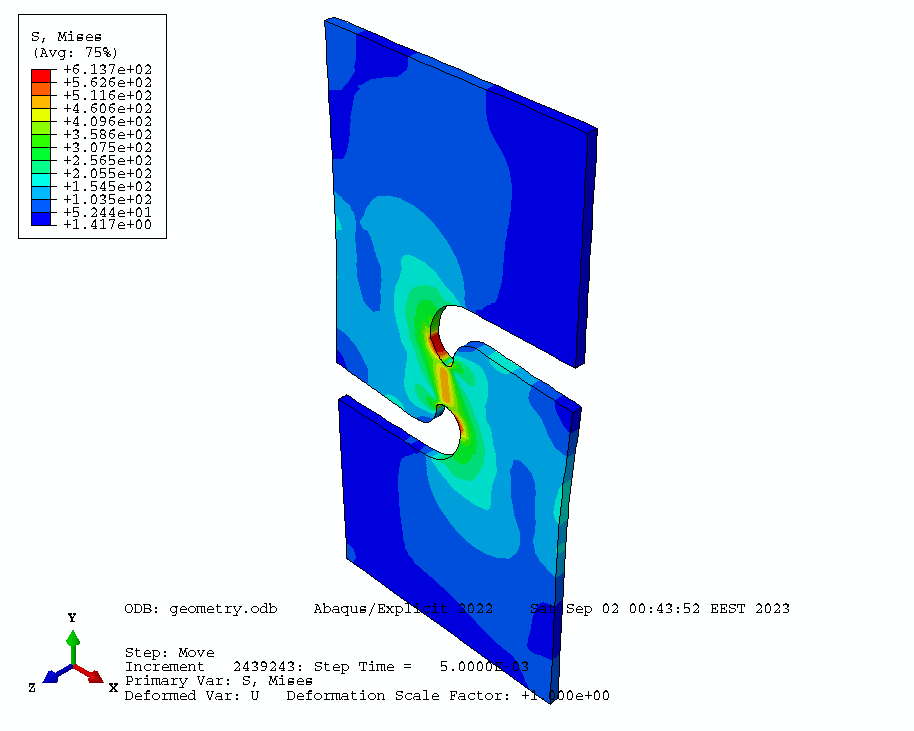 S, Mises
(Avg: 75%)
+6.137e+02
+5.626e+02
+5.116e+02
+4.606e+02
+4.096e+02
+3.586e+02
+3.075e+02
+2.565e+02
+2.055e+02
+1.545e+02
+1.035e+02
+5.244e+01
+1.417e+00
ODB: geometry.odb Abaqus/Explicit 2022 Sat Sep 02 00:43:52 EEST 2023
Y
Z X
Step: Move
Increment 2439243: Step Time = 5.0000E-03
Primary Var: S, Mises
Deformed Var: U Deformation Scale Factor: +1.000e+00